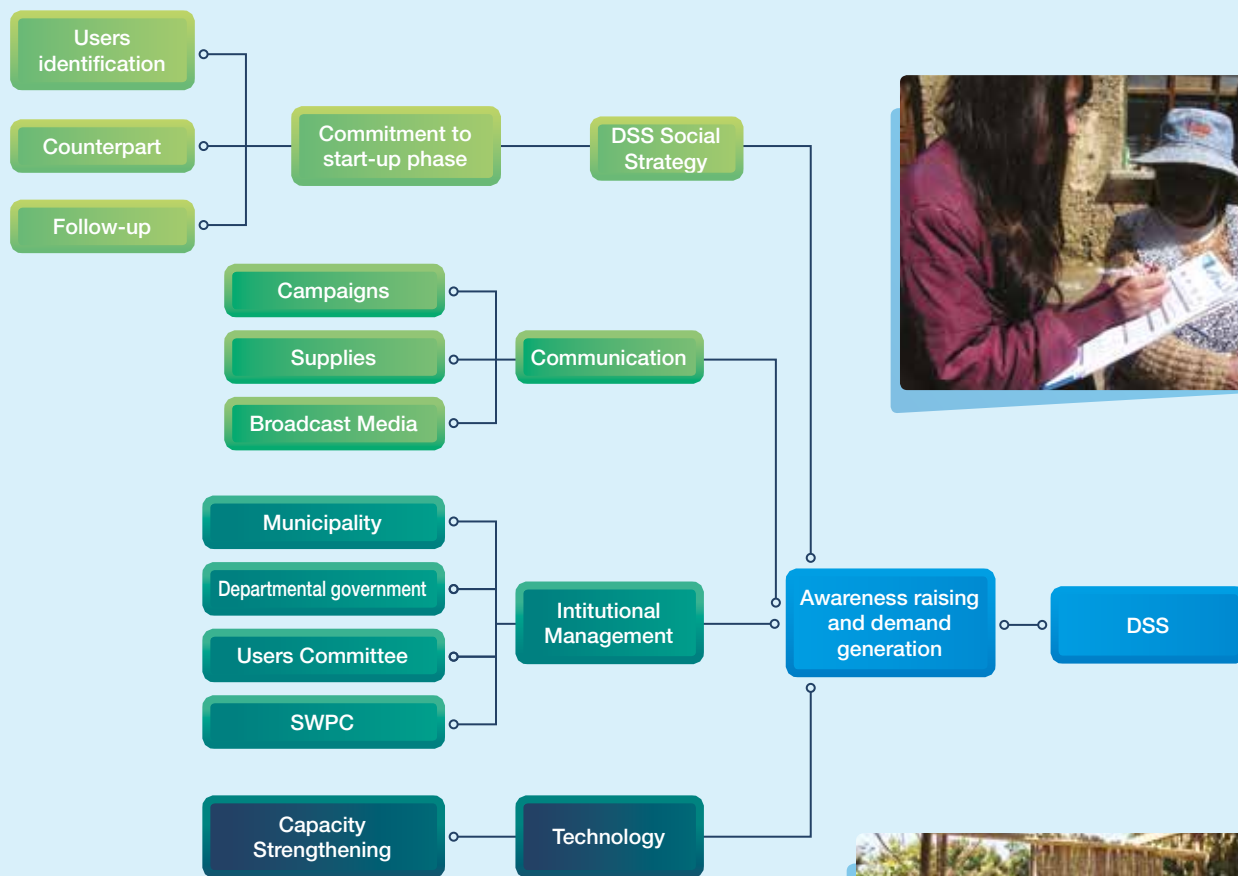 Users
identification
Counterpart
Follow-up
Commitment to
start-up phase
DSS Social
Strategy
Campaigns
Supplies
Broadcast Media
Communication
Municipality
Departmental government
Users Committee
SWPC
Intitutional
Management
Capacity
Strengthening
Technology
Awareness raising
and demand
generation
DSS